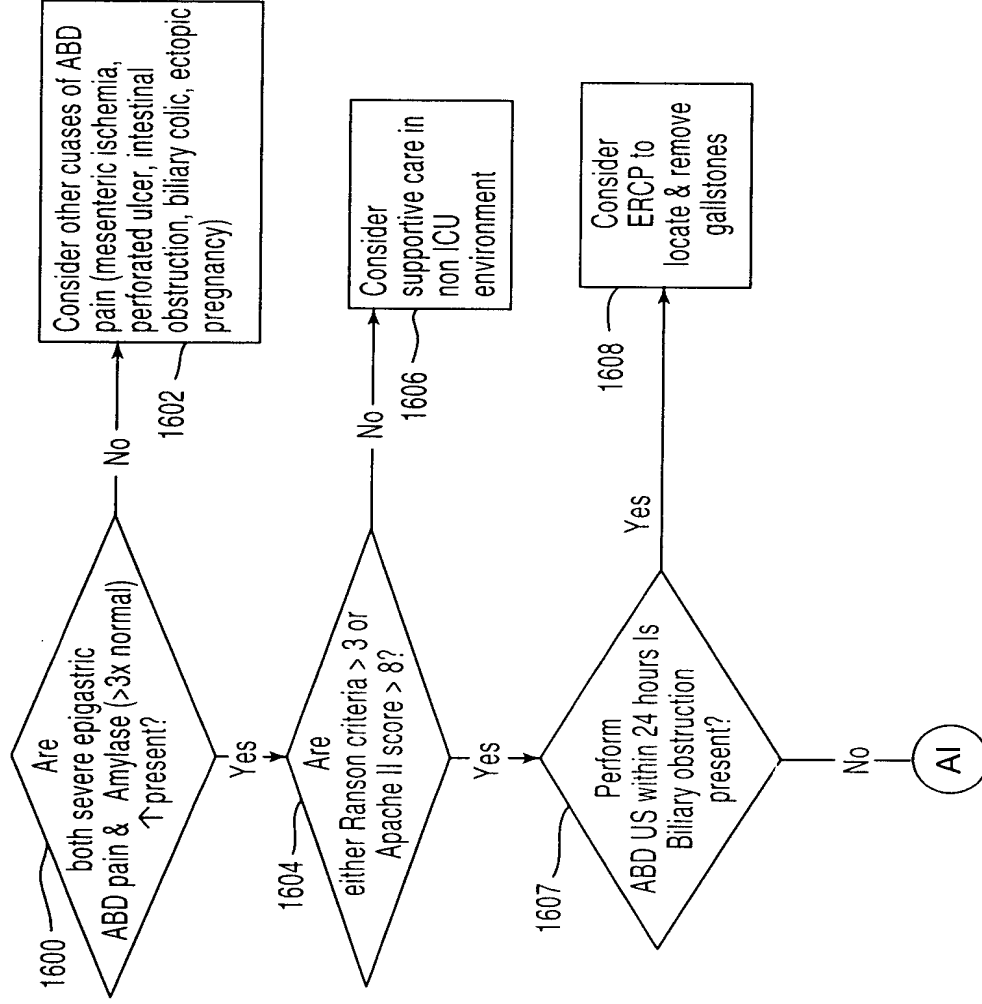 1600
Are
both severe epigastric
ABD pain & Amylase (>3x normal)
↑present?
No
1602
Consider other cuases of ABD
pain (mesenteric ischemia,
perforated ulcer, intestinal
obstruction, biliary colic, ectopic
pregnancy)
Yes
1604
Are
either Ranson criteria > 3 or
Apache II score > 8?
No
1606
Consider
supportive care in
non ICU
environment
Yes
1607
Perform
ABD US within 24 hours Is
Biliary obstruction
present?
Yes
1608
Consider
ERCP to
locate & remove
gallstones
No
AI